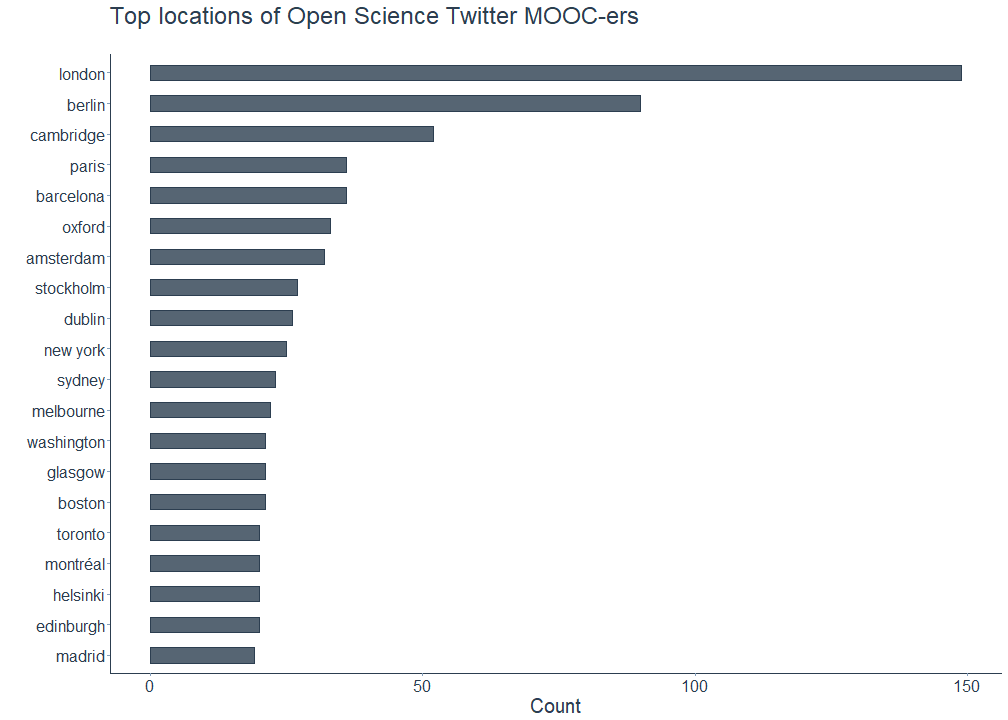 Top locations of Open Science Twitter MOOC-ers
london
berlin
cambridge
paris
barcelona
oxford
amsterdam
stockholm
dublin
new york
sydney
melbourne
washington
glasgow
boston
toronto
montréal
helsinki
edinburgh
madrid
0 50 100 150
Count